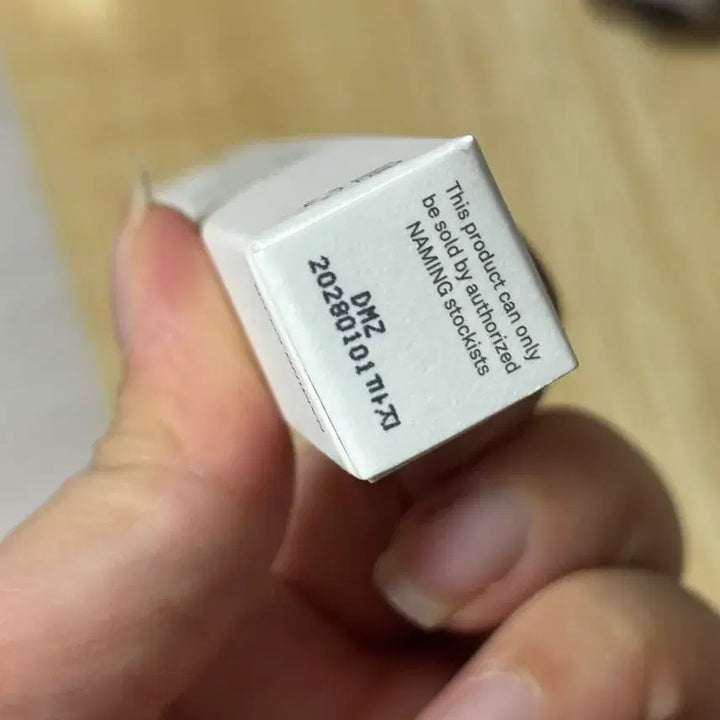 This product can only
be sold by authorized
NAMING stockists
DMZ
20280101까지